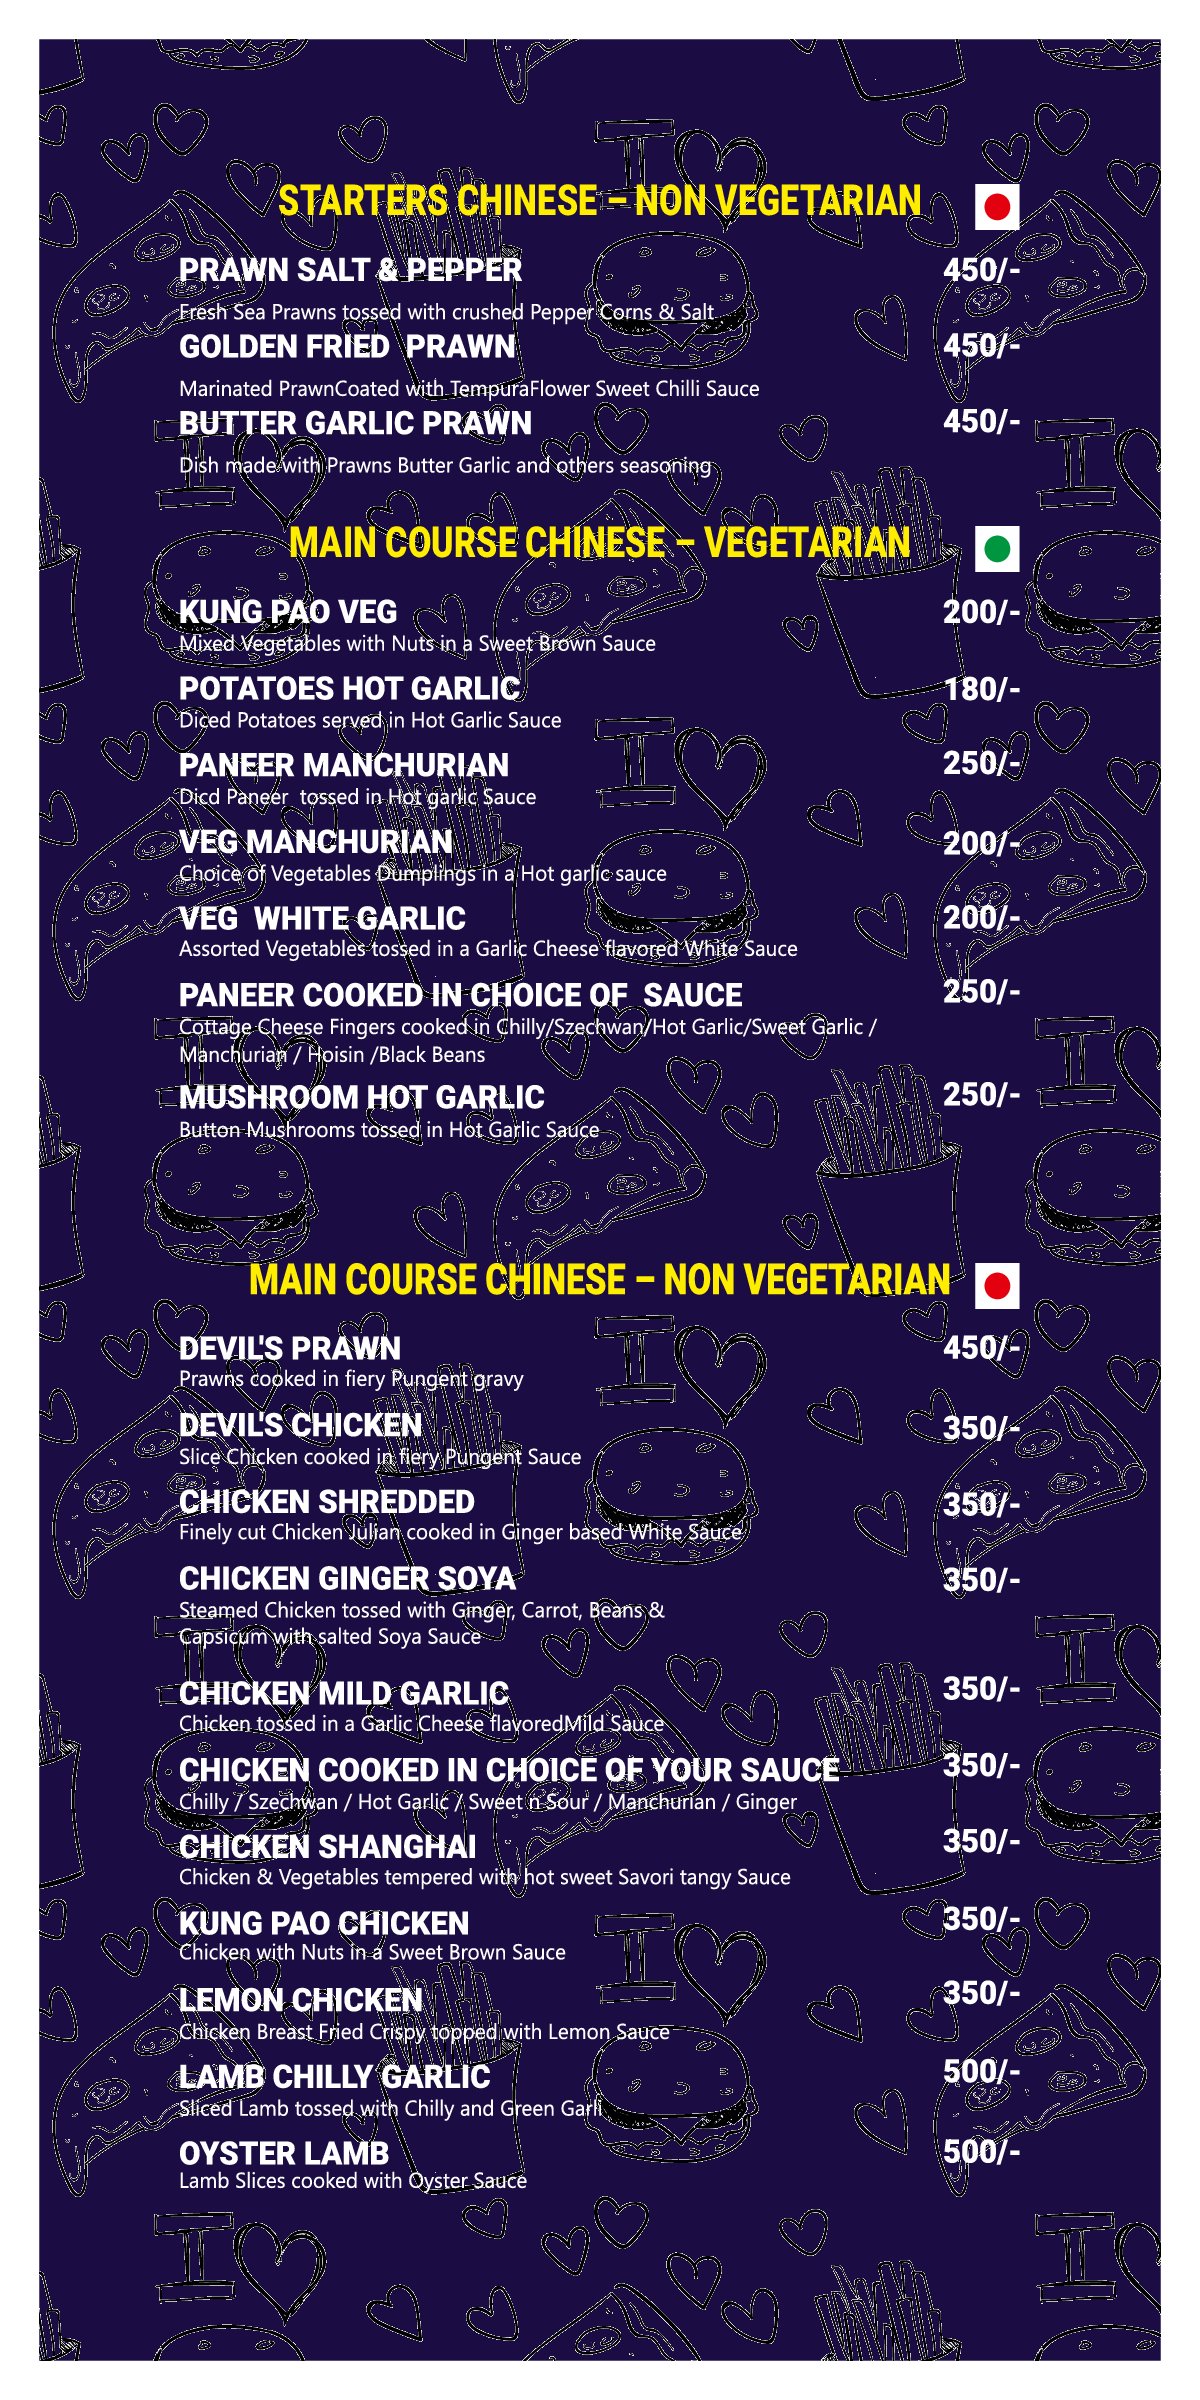 STARTERS CHINESE – NON VEGETARIAN
PRAWN SALT & PEPPER 450/-
Fresh Sea Prawns tossed with crushed Pepper Corns & Salt
GOLDEN FRIED PRAWN 450/-
Marinated PrawnCoated with TempuraFlower Sweet Chilli Sauce
BUTTER GARLIC PRAWN 450/-
Dish made with Prawns Butter Garlic and others seasoning
MAIN COURSE CHINESE – VEGETARIAN
KUNG PAO VEG 200/-
Mixed Vegetables with Nuts in a Sweet Brown Sauce
POTATOES HOT GARLIC 180/-
Diced Potatoes served in Hot Garlic Sauce
PANEER MANCHURIAN 250/-
Dicd Paneer tossed in Hot garlic Sauce
VEG MANCHURIAN 200/-
Choice of Vegetables Dumplings in a Hot garlic sauce
VEG WHITE GARLIC 200/-
Assorted Vegetables tossed in a Garlic Cheese flavored White Sauce
PANEER COOKED IN CHOICE OF SAUCE 250/-
Cottage Cheese Fingers cooked in Chilly/Szechwan/Hot Garlic/Sweet Garlic /
Manchurian / Hoisin /Black Beans
MUSHROOM HOT GARLIC 250/-
Button Mushrooms tossed in Hot Garlic Sauce
MAIN COURSE CHINESE – NON VEGETARIAN
DEVIL'S PRAWN 450/-
Prawns cooked in fiery Pungent gravy
DEVIL'S CHICKEN 350/-
Slice Chicken cooked in fiery Pungent Sauce
CHICKEN SHREDDED 350/-
Finely cut Chicken Julian cooked in Ginger based White Sauce
CHICKEN GINGER SOYA 350/-
Steamed Chicken tossed with Ginger, Carrot, Beans &
Capsicum with salted Soya Sauce
CHICKEN MILD GARLIC 350/-
Chicken tossed in a Garlic Cheese flavoredMild Sauce
CHICKEN COOKED IN CHOICE OF YOUR SAUCE 350/-
Chilly / Szechwan / Hot Garlic / Sweet n Sour / Manchurian / Ginger
CHICKEN SHANGHAI 350/-
Chicken & Vegetables tempered with hot sweet Savori tangy Sauce
KUNG PAO CHICKEN 350/-
Chicken with Nuts in a Sweet Brown Sauce
LEMON CHICKEN 350/-
Chicken Breast Fried Crispy topped with Lemon Sauce
LAMB CHILLY GARLIC 500/-
Sliced Lamb tossed with Chilly and Green Garli
OYSTER LAMB 500/-
Lamb Slices cooked with Oyster Sauce